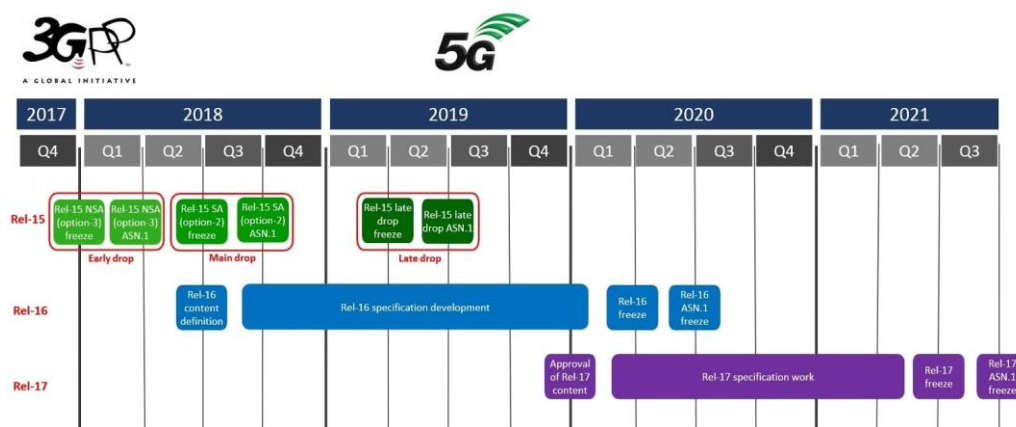 3GPP
A GLOBAL INITIATIVE
5G
2017 2018 2019 2020 2021
Q4 Q1 Q2 Q3 Q4 Q1 Q2 Q3 Q4 Q1 Q2 Q3 Q4 Q1 Q2 Q3
Rel-15
Rel-15 NSA
(option-3)
freeze
Rel-15 NSA
(option-3)
ASN.1
Early drop
Rel-15 SA
(option-2)
freeze
Rel-15 SA
(option-2)
ASN.1
Main drop
Rel-15 late
drop
freeze
Rel-15 late
drop ASN.1
Late drop
Rel-16
Rel-16
content
definition
Rel-16 specification development
Rel-16
freeze
Rel-16
ASN.1
freeze
Rel-17
Approval
of Rel-17
content
Rel-17 specification work
Rel-17
freeze
Rel-17
ASN.1
freeze